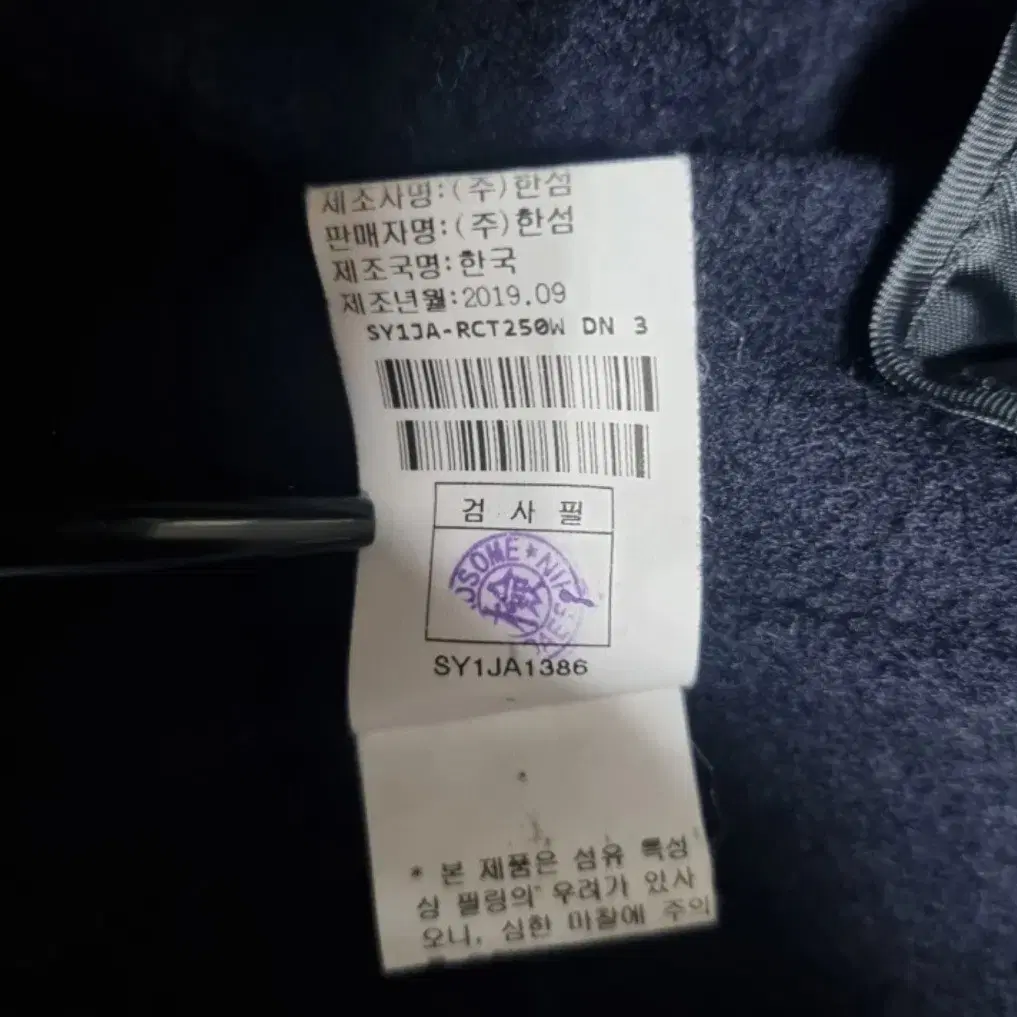 제조사명:(주)한섬
판매자명:(주)한섬
제조국명:한국
제조년월:2019.09
SY1JA-RCT250W DN 3
검 사 필
檢
SY1JA1386
* 본 제품은 섬유 특성
상 필링의 우려가 있사
오니, 심한 마찰에 주의